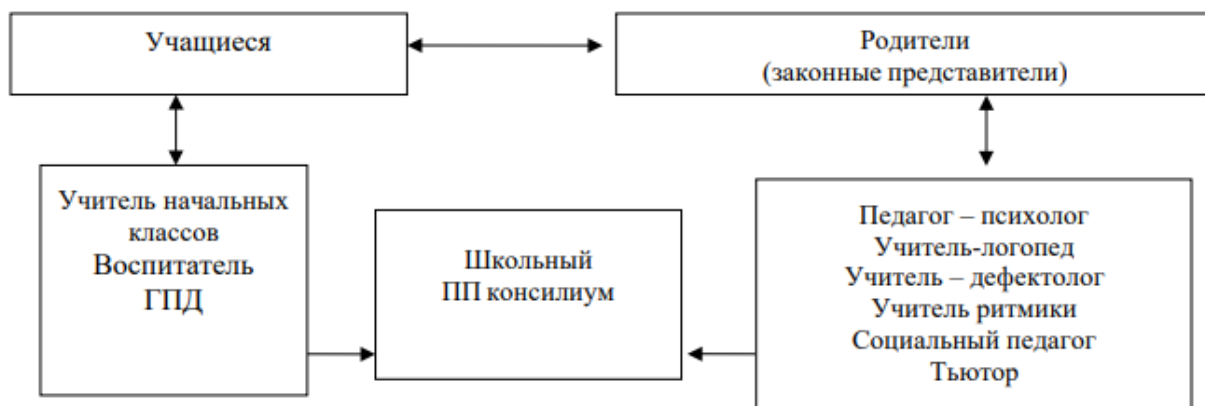 Учащиеся
Родители
(законные представители)
Учитель начальных
классов
Воспитатель
ГПД
Школьный
ПП консилиум
Педагог – психолог
Учитель-логопед
Учитель – дефектолог
Учитель ритмики
Социальный педагог
Тьютор